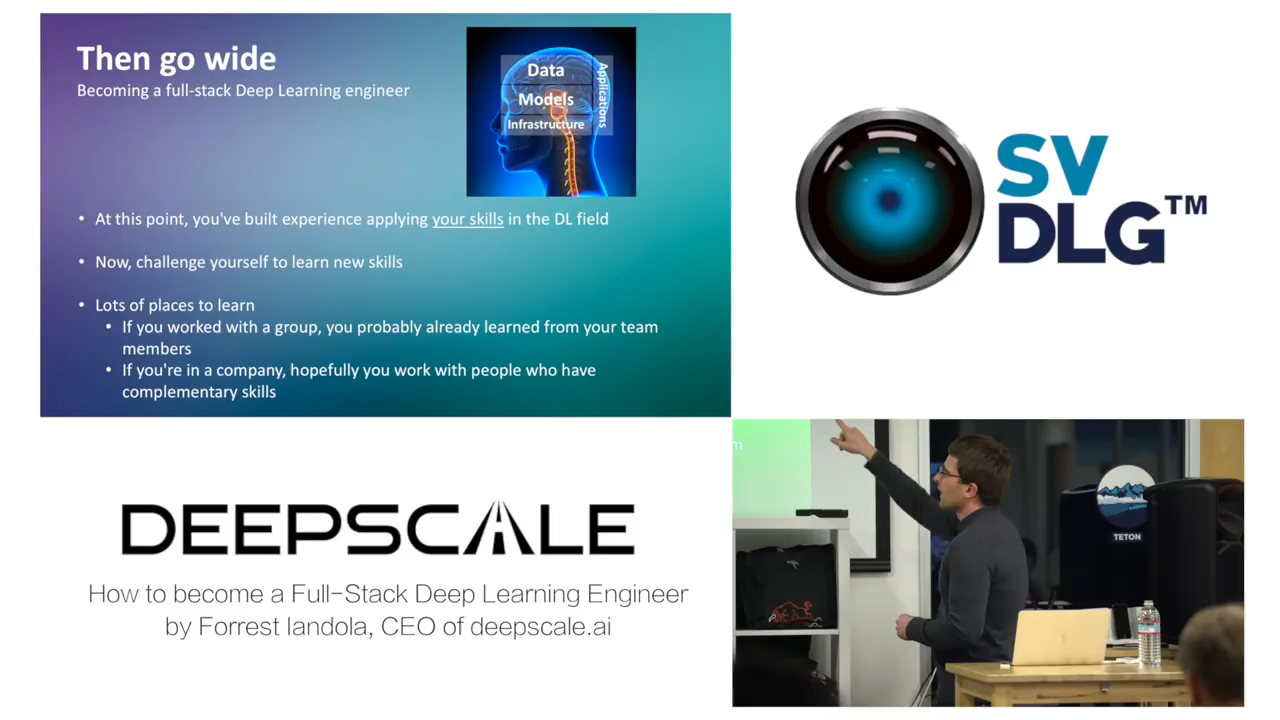 Then go wide
Becoming a full-stack Deep Learning engineer
Data
Models
Infrastructure
Applications
• At this point, you've built experience applying your skills in the DL field
• Now, challenge yourself to learn new skills
• Lots of places to learn
• If you worked with a group, you probably already learned from your team
members
• If you're in a company, hopefully you work with people who have
complementary skills
SV
DLG™
DEEPSCALE
How to become a Full-Stack Deep Learning Engineer
by Forrest Iandola, CEO of deepscale.ai
m
TETON